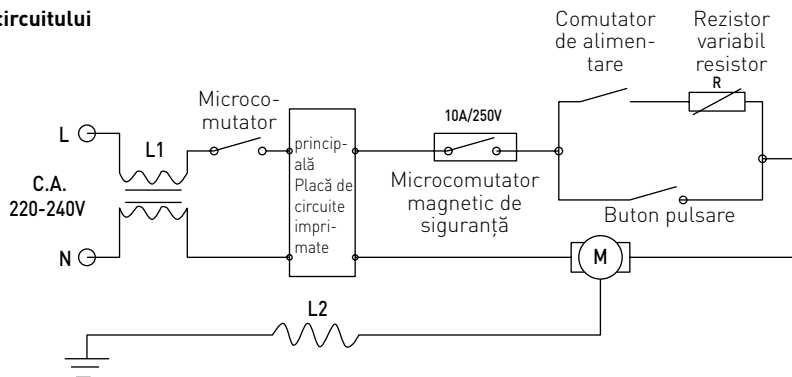 circuitului
Comutator
de alimen-
tare
Rezistor
variabil
resistor
R
Microco-
mutator
10A/250V
L
L1
C.A.
220-240V
N
princip-
ală
Placă de
circuite
impri-
mate
Microcomutator
magnetic de
siguranță
Buton pulsare
M
L2